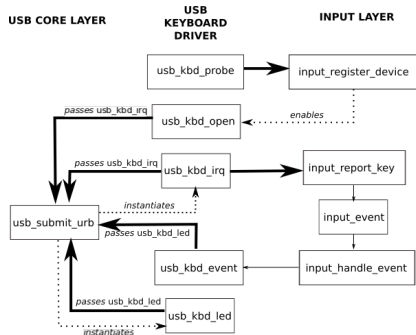 USB CORE LAYER
USB
KEYBOARD
DRIVER
INPUT LAYER
usb_kbd_probe
input_register_device
enables
passes usb_kbd_irq
usb_kbd_open
passes usb_kbd_irq
usb_kbd_irq
input_report_key
instantiates
usb_submit_urb
input_event
passes usb_kbd_led
usb_kbd_event
input_handle_event
passes usb_kbd_led
usb_kbd_led
instantiates